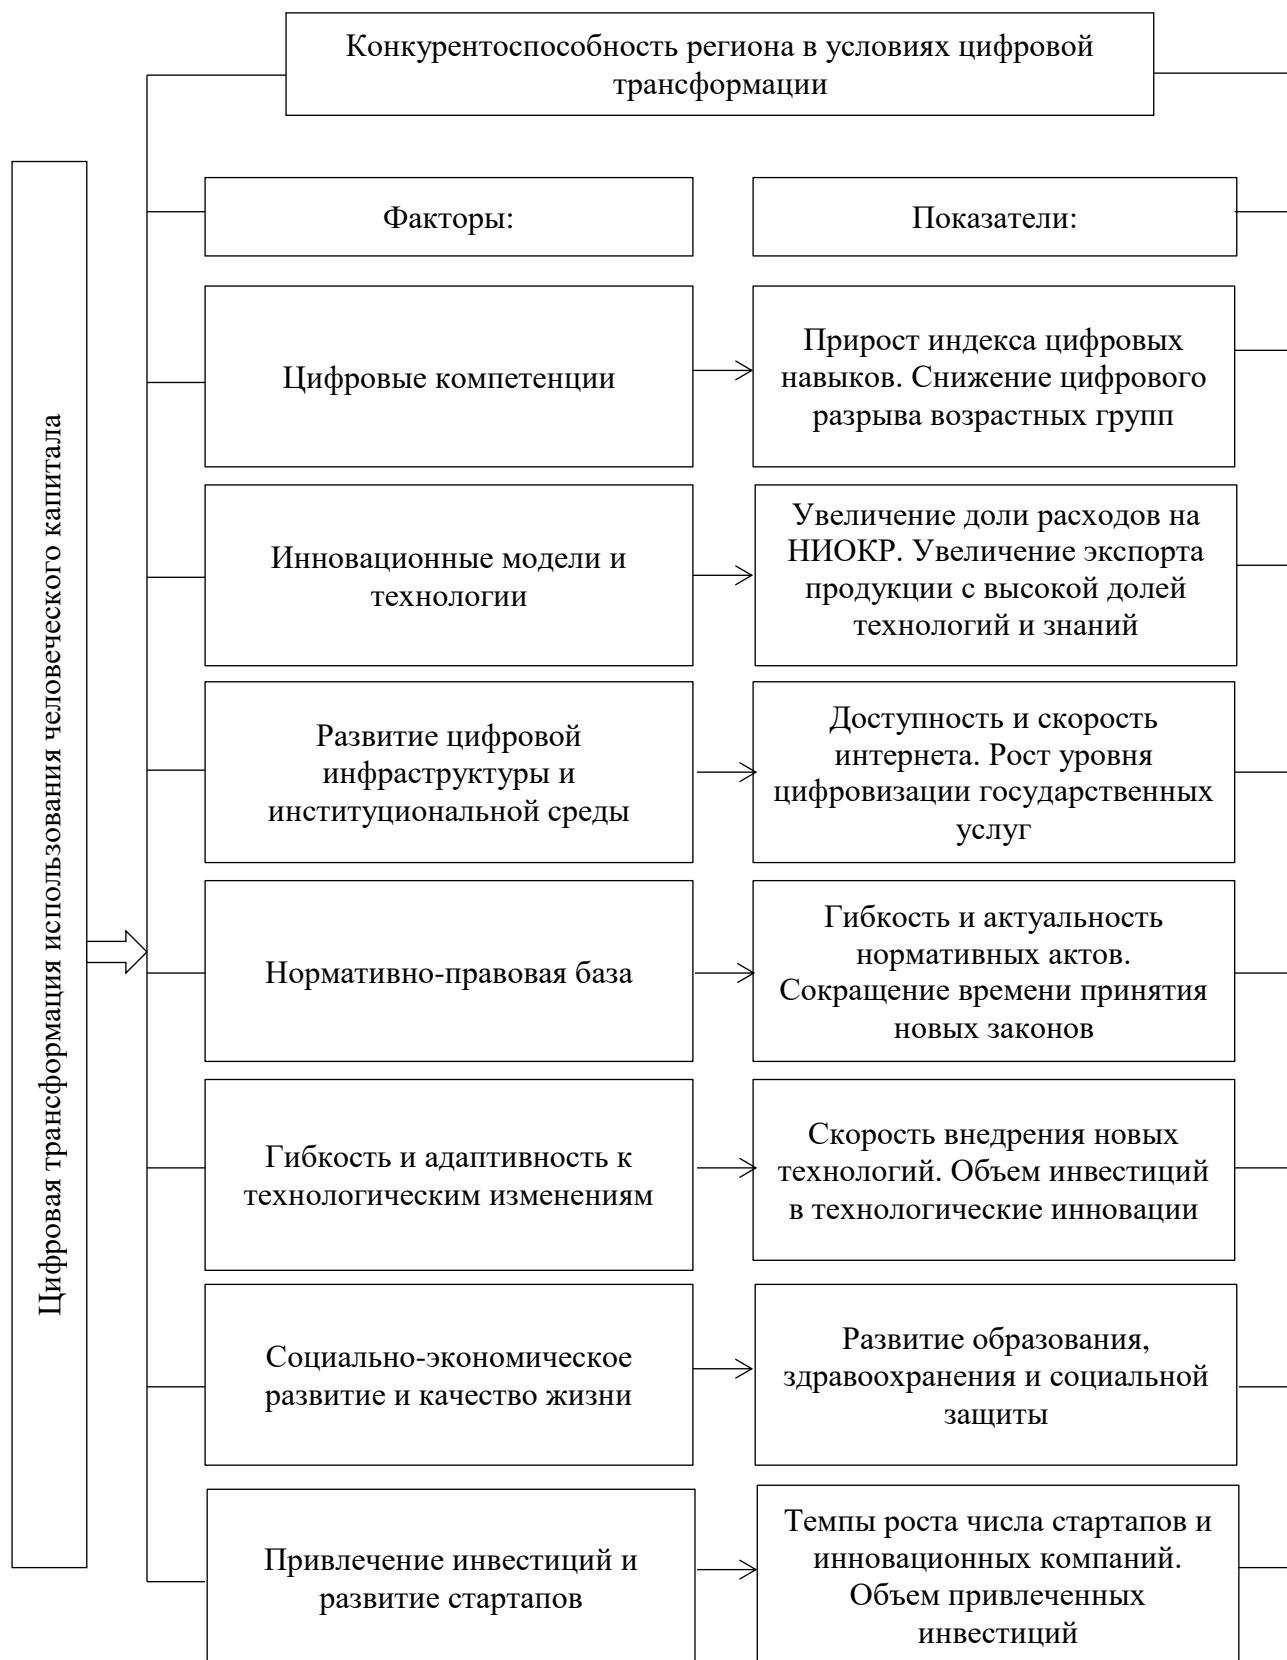 Конкурентоспособность региона в условиях цифровой
трансформации
Цифровая трансформация использования человеческого капитала
Факторы:
Показатели:
Цифровые компетенции
Прирост индекса цифровых
навыков. Снижение цифрового
разрыва возрастных групп
Инновационные модели и
технологии
Увеличение доли расходов на
НИОКР. Увеличение экспорта
продукции с высокой долей
технологий и знаний
Развитие цифровой
инфраструктуры и
институциональной среды
Доступность и скорость
интернета. Рост уровня
цифровизации государственных
услуг
Нормативно-правовая база
Гибкость и актуальность
нормативных актов.
Сокращение времени принятия
новых законов
Гибкость и адаптивность к
технологическим изменениям
Скорость внедрения новых
технологий. Объем инвестиций
в технологические инновации
Социально-экономическое
развитие и качество жизни
Развитие образования,
здравоохранения и социальной
защиты
Привлечение инвестиций и
развитие стартапов
Темпы роста числа стартапов и
инновационных компаний.
Объем привлеченных
инвестиций